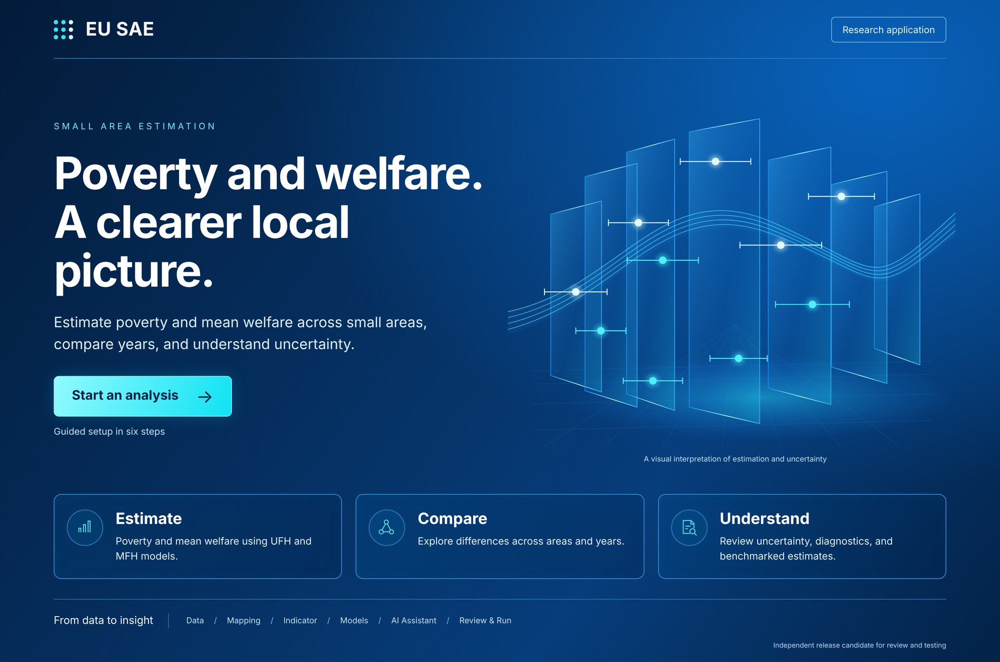 EU SAE
Research application
SMALL AREA ESTIMATION
Poverty and welfare.
A clearer local
picture.
Estimate poverty and mean welfare across small areas,
compare years, and understand uncertainty.
Start an analysis →
Guided setup in six steps
A visual interpretation of estimation and uncertainty
Estimate
Poverty and mean welfare using UFH and
MFH models.
Compare
Explore differences across areas and years.
Understand
Review uncertainty, diagnostics, and
benchmarked estimates.
From data to insight
Data / Mapping / Indicator / Models / AI Assistant / Review & Run
Independent release candidate for review and testing